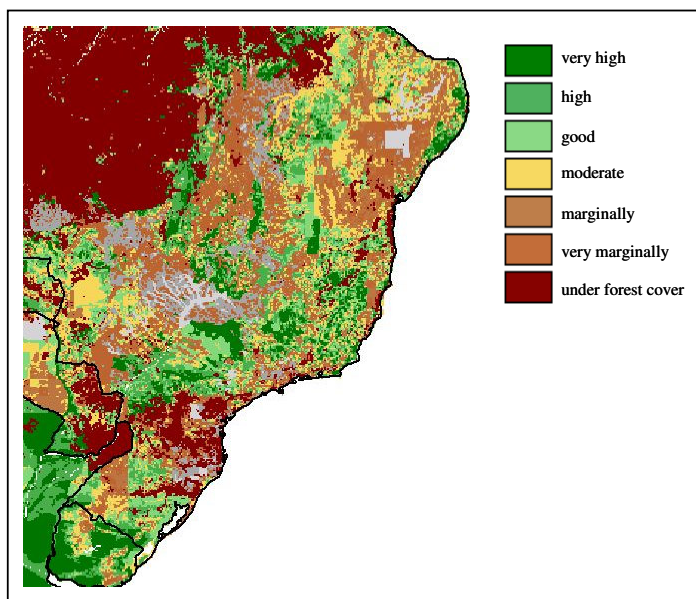 very high
high
good
moderate
marginally
very marginally
under forest cover